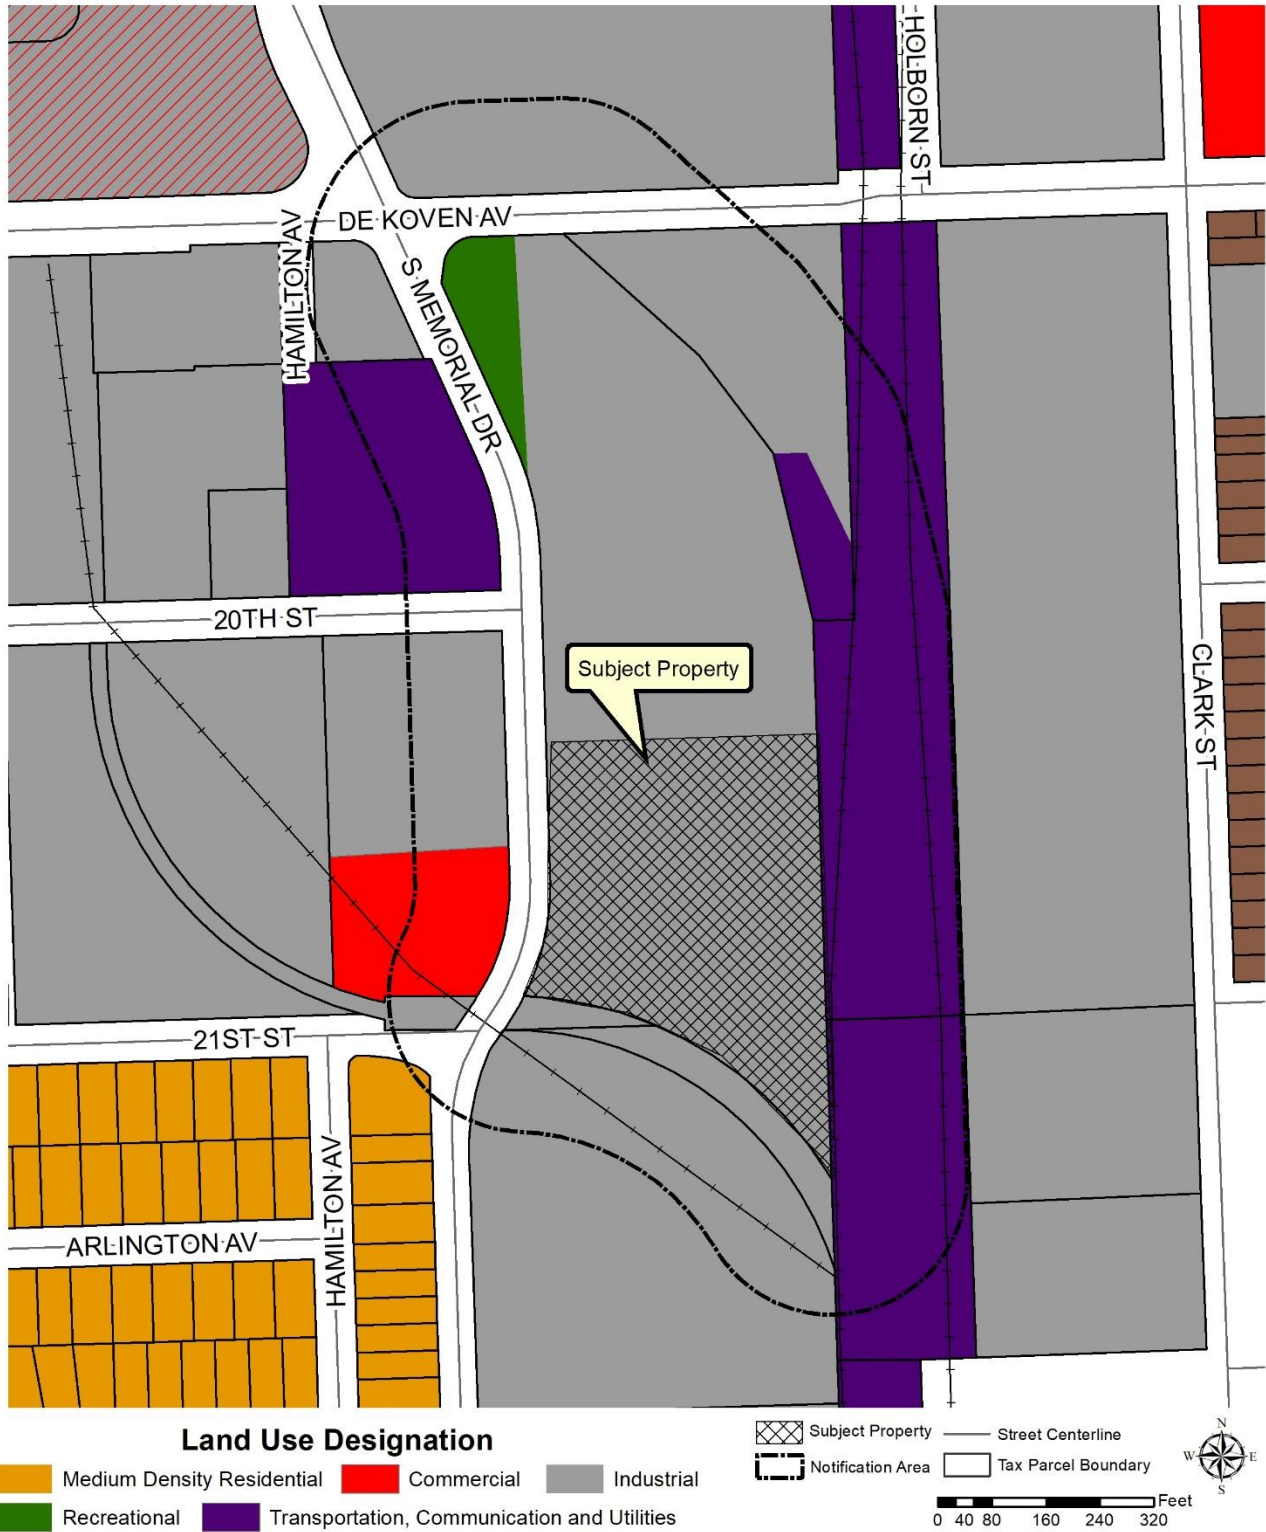 HOLBORN ST
DE KOVEN AV
HAMILTON AV
S MEMORIAL DR
20TH ST
Subject Property
CLARK ST
21ST ST
HAMILTON AV
ARLINGTON AV
Land Use Designation
Medium Density Residential
Commercial
Industrial
Recreational
Transportation, Communication and Utilities
Subject Property
Street Centerline
Notification Area
Tax Parcel Boundary
N
W E
S
Feet
0 40 80 160 240 320